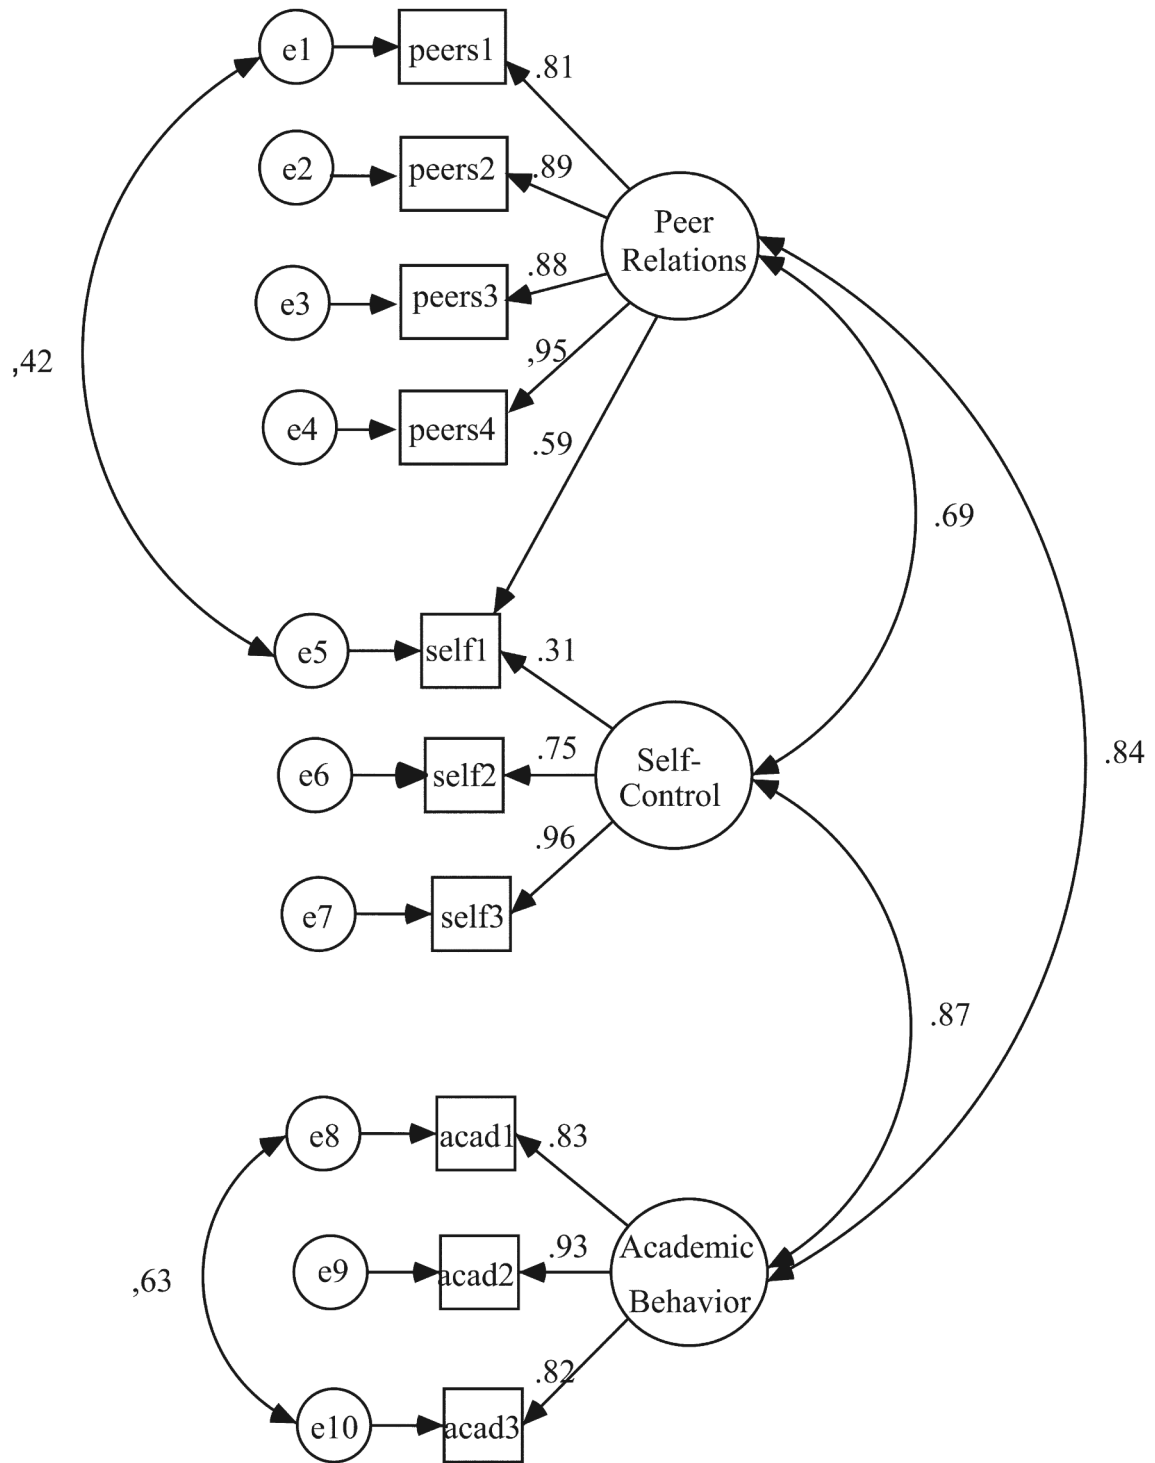 e1
peers1
.81
e2
peers2
.89
Peer
Relations
e3
peers3
.88
,95
,42
e4
peers4
.59
.69
e5
self1
.31
e6
self2
.75
Self-
Control
.84
.96
e7
self3
.87
e8
acad1
.83
e9
acad2
.93
Academic
Behavior
,63
.82
e10
acad3